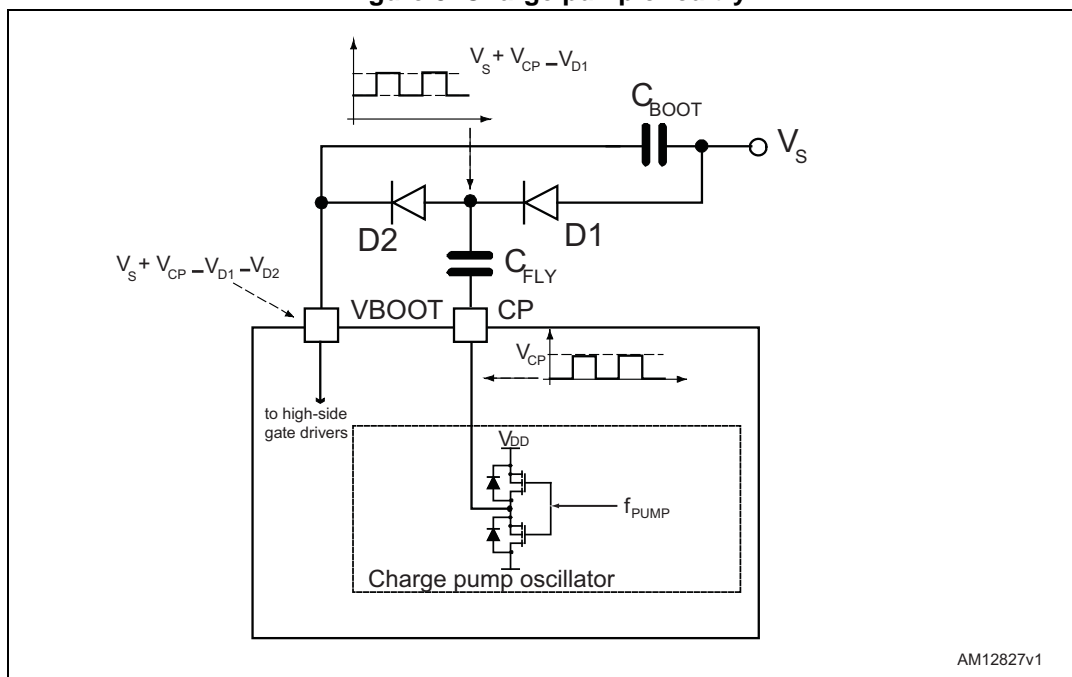 V_S + V_CP – V_D1
C_BOOT
V_S
D2
D1
C_FLY
V_S + V_CP – V_D1 – V_D2
VBOOT
CP
V_CP
to high-side
gate drivers
V_DD
f_PUMP
Charge pump oscillator
AM12827v1